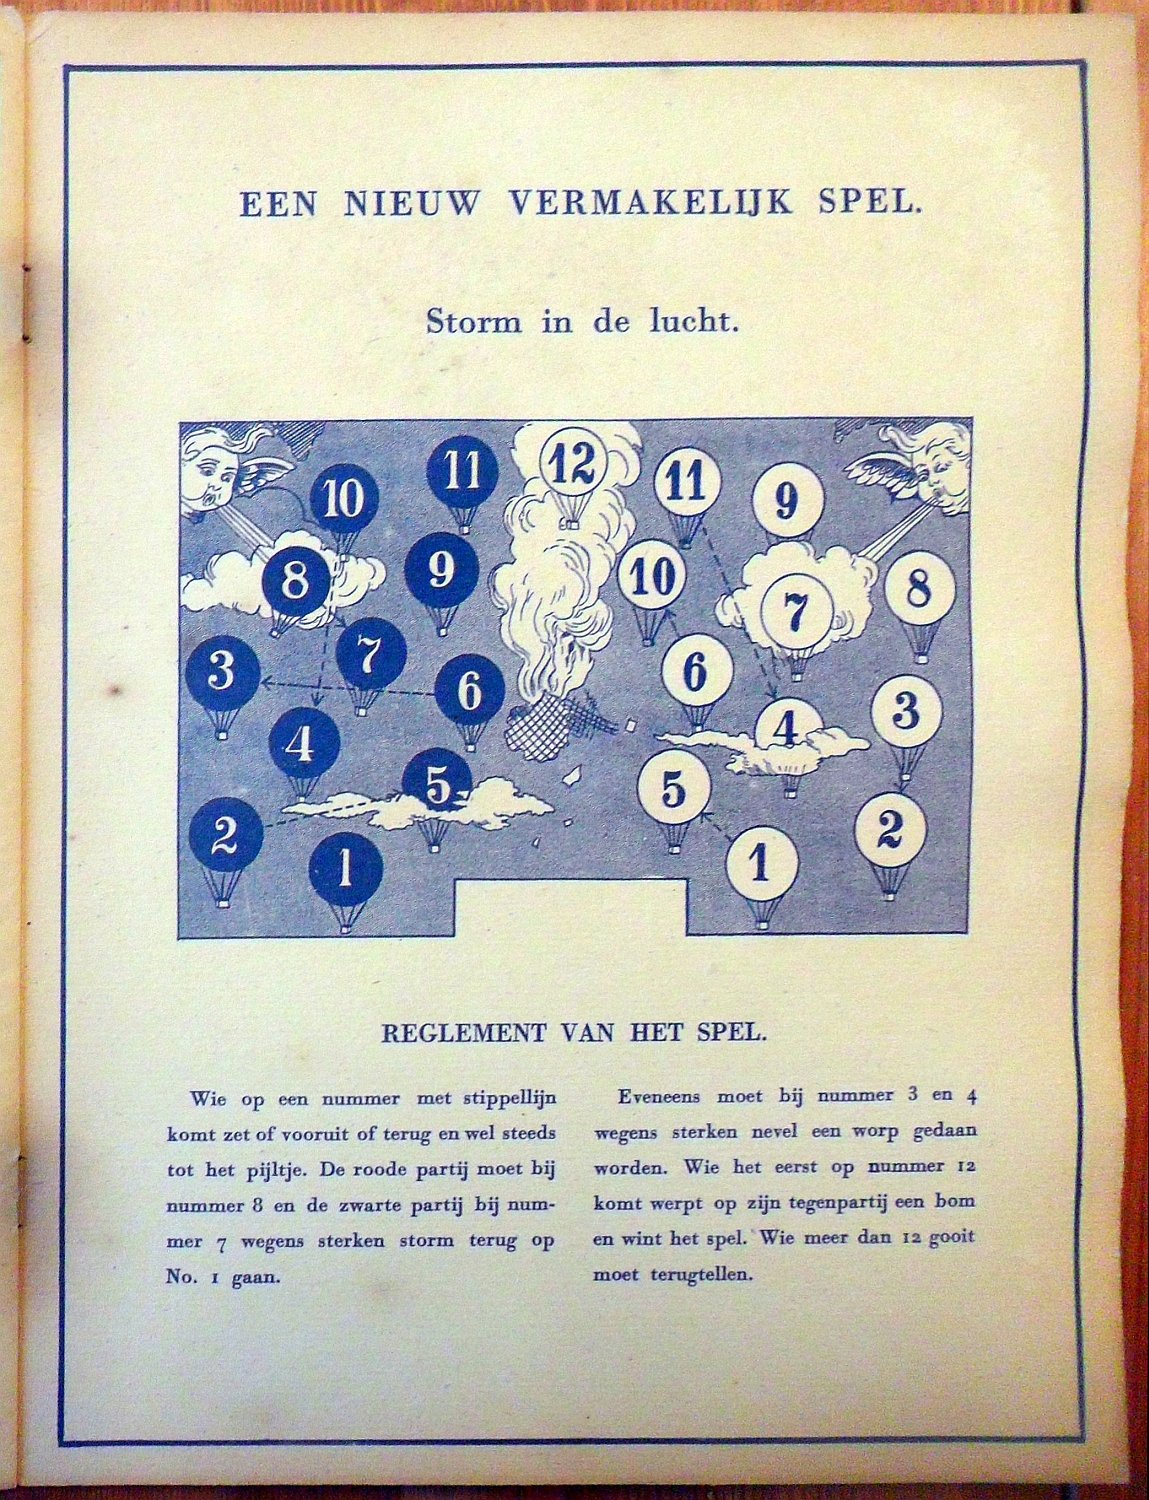 EEN NIEUW VERMAKELIJK SPEL.
Storm in de lucht.
12
11
11
10
9
9
10
8
8
7
7
3
6
6
3
4
4
5
5
2
2
1
1
REGLEMENT VAN HET SPEL.
Wie op een nummer met stippellijn
komt zet of vooruit of terug en wel steeds
tot het pijltje. De roode partij moet bij
nummer 8 en de zwarte partij bij num-
mer 7 wegens sterken storm terug op
No. 1 gaan.
Eveneens moet bij nummer 3 en 4
wegens sterken nevel een worp gedaan
worden. Wie het eerst op nummer 12
komt werpt op zijn tegenpartij een bom
en wint het spel. Wie meer dan 12 gooit
moet terugtellen.